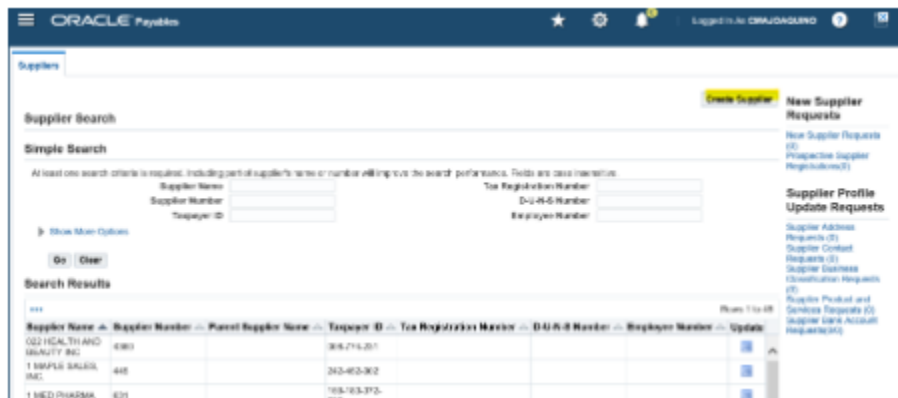 ORACLE Payables
Logged In As CMAJOAQUINO
Suppliers
Create Supplier
Supplier Search
Simple Search
At least one search criteria is required. Including part of supplier's name or number will improve the search performance. Fields are case insensitive.
Supplier Name
Supplier Number
Taxpayer ID
Tax Registration Number
D-U-N-S Number
Employee Number
Show More Options
Go Clear
Search Results
Rows 1 to
Supplier Name Supplier Number Parent Supplier Name Taxpayer ID Tax Registration Number D-U-N-S Number Employee Number Update
HEALTH AND
BEAUTY INC
1 MAPLE SALES,
INC.
1 MED PHARMA
New Supplier
Requests
New Supplier Requests
(0)
Prospective Supplier
Registrations(0)
Supplier Profile
Update Requests
Supplier Address
Requests (0)
Supplier Contact
Requests (0)
Supplier Business
Classification Requests
(0)
Supplier Product and
Services Requests (0)
Supplier Bank Account